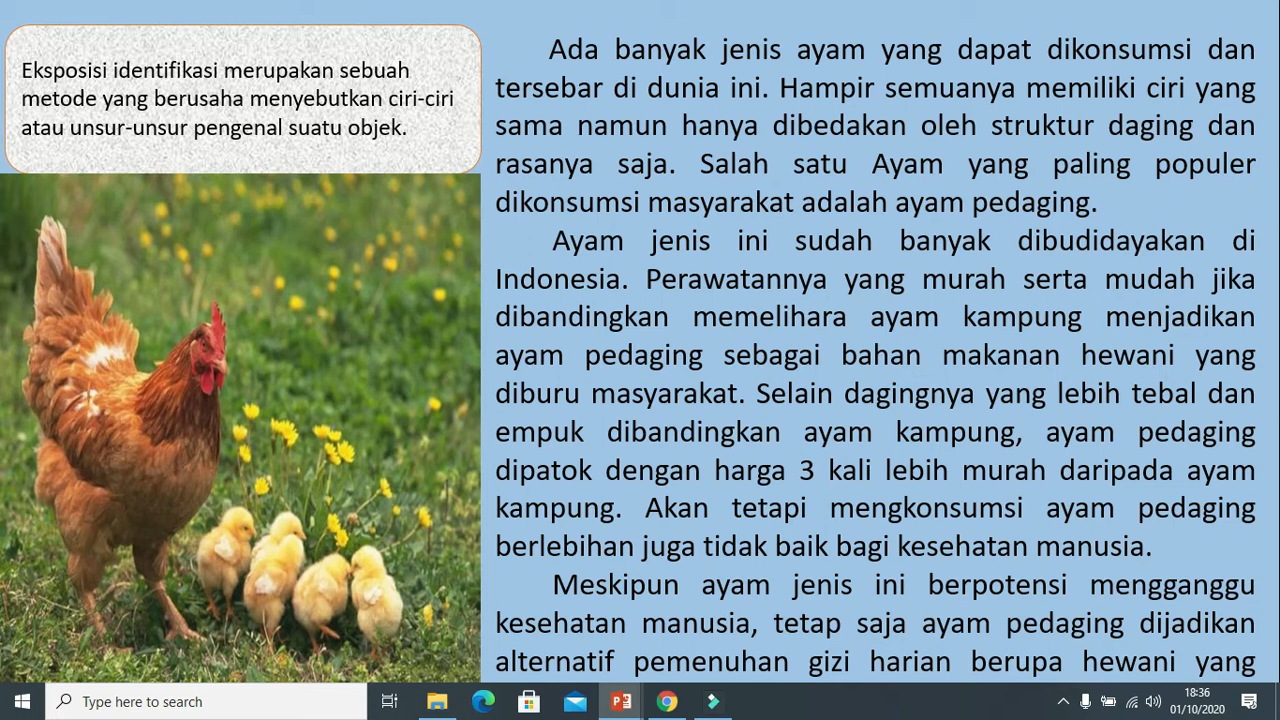 Eksposisi identifikasi merupakan sebuah
metode yang berusaha menyebutkan ciri-ciri
atau unsur-unsur pengenal suatu objek.
Ada banyak jenis ayam yang dapat dikonsumsi dan
tersebar di dunia ini. Hampir semuanya memiliki ciri yang
sama namun hanya dibedakan oleh struktur daging dan
rasanya saja. Salah satu Ayam yang paling populer
dikonsumsi masyarakat adalah ayam pedaging.
Ayam jenis ini sudah banyak dibudidayakan di
Indonesia. Perawatannya yang murah serta mudah jika
dibandingkan memelihara ayam kampung menjadikan
ayam pedaging sebagai bahan makanan hewani yang
diburu masyarakat. Selain dagingnya yang lebih tebal dan
empuk dibandingkan ayam kampung, ayam pedaging
dipatok dengan harga 3 kali lebih murah daripada ayam
kampung. Akan tetapi mengkonsumsi ayam pedaging
berlebihan juga tidak baik bagi kesehatan manusia.
Meskipun ayam jenis ini berpotensi mengganggu
kesehatan manusia, tetap saja ayam pedaging dijadikan
alternatif pemenuhan gizi harian berupa hewani yang
Type here to search
18:36
01/10/2020